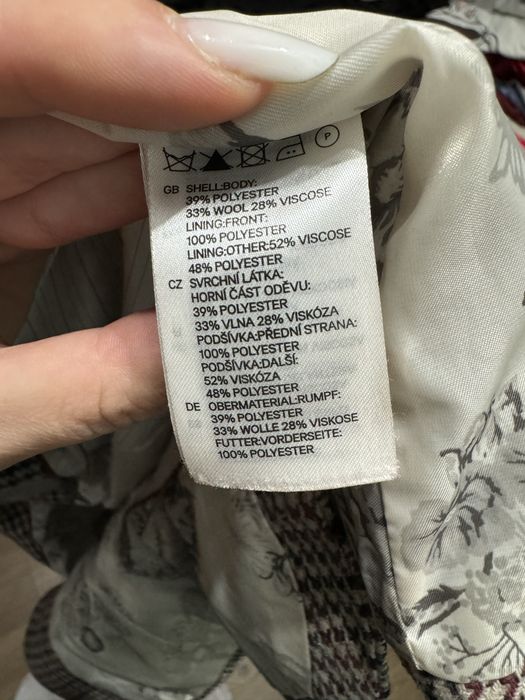 P
GB SHELL:BODY:
39% POLYESTER
33% WOOL 28% VISCOSE
LINING:FRONT:
100% POLYESTER
LINING:OTHER:52% VISCOSE
48% POLYESTER
CZ SVRCHNÍ LÁTKA:
HORNÍ ČÁST ODĚVU:
39% POLYESTER
33% VLNA 28% VISKÓZA
PODŠÍVKA:PŘEDNÍ STRANA:
100% POLYESTER
PODŠÍVKA:DALŠÍ:
52% VISKÓZA
48% POLYESTER
DE OBERMATERIAL:RUMPF:
39% POLYESTER
33% WOLLE 28% VISKOSE
FUTTER:VORDERSEITE:
100% POLYESTER